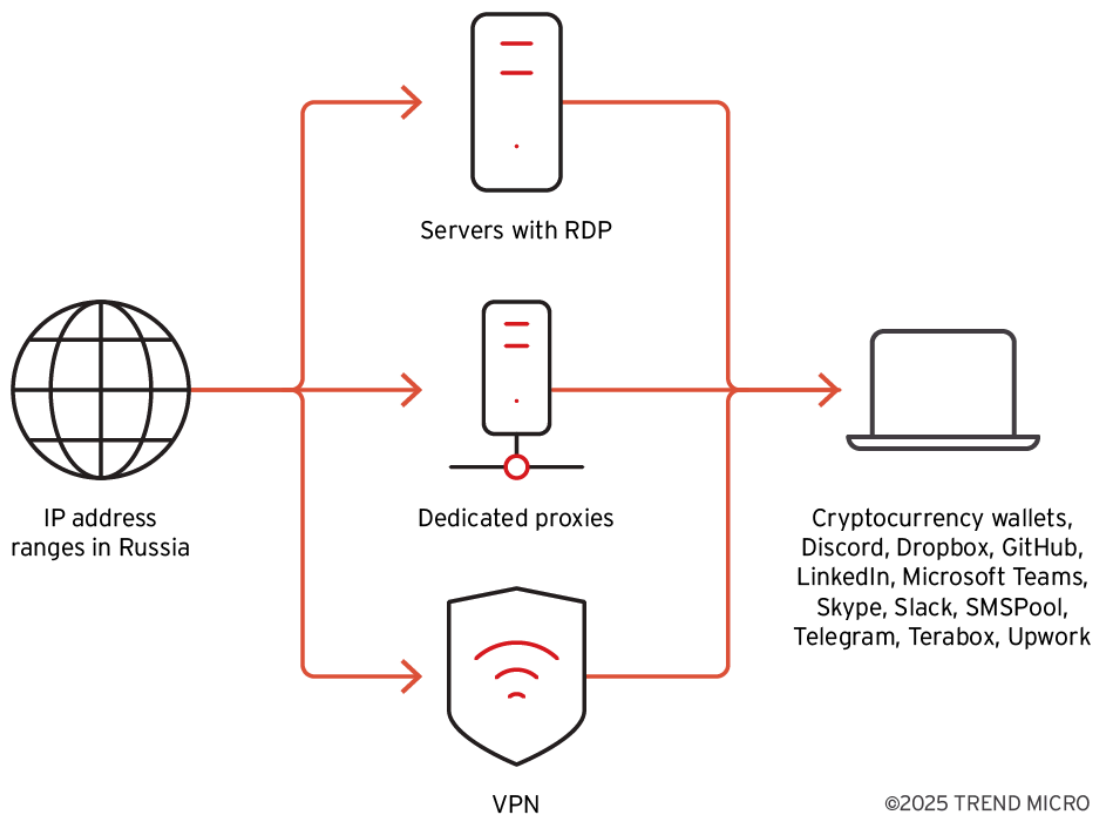 Servers with RDP
IP address
ranges in Russia
Dedicated proxies
Cryptocurrency wallets,
Discord, Dropbox, GitHub,
LinkedIn, Microsoft Teams,
Skype, Slack, SMSPool,
Telegram, Terabox, Upwork
VPN
©2025 TREND MICRO